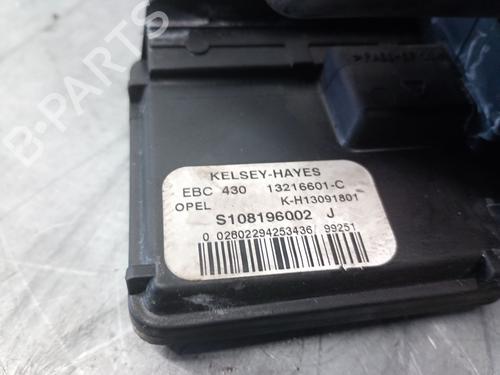 B-PARTS
KELSEY-HAYES
EBC 430 13216601-C
OPEL K-H13091801
S108196002 J
0 02802294253436 99251